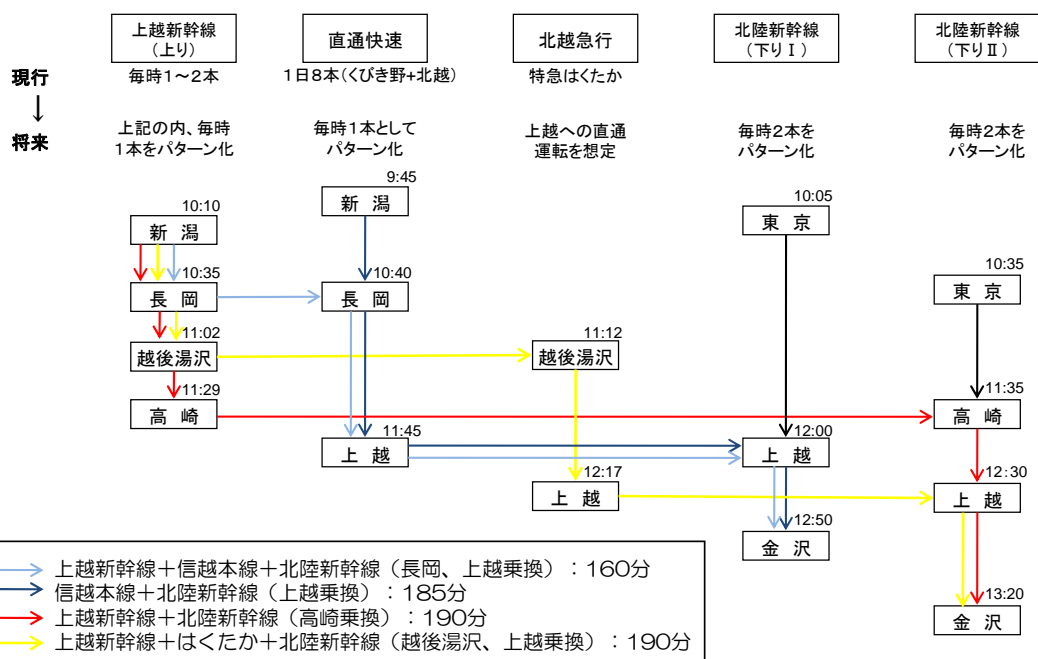 上越新幹線
(上り)
直通快速
北越急行
北陸新幹線
(下りⅠ)
北陸新幹線
(下りⅡ)
現行
↓
将来
毎時1~2本
1日8本(くびき野+北越)
特急はくたか
上記の内、毎時
1本をパターン化
毎時1本として
パターン化
上越への直通
運転を想定
毎時2本を
パターン化
毎時2本を
パターン化
10:10
新 潟
10:35
長 岡
11:02
越後湯沢
11:29
高 崎
9:45
新 潟
10:40
長 岡
11:45
上 越
11:12
越後湯沢
12:17
上 越
10:05
東 京
12:00
上 越
12:50
金 沢
10:35
東 京
11:35
高 崎
12:30
上 越
13:20
金 沢
上越新幹線+信越本線+北陸新幹線(長岡、上越乗換):160分
信越本線+北陸新幹線(上越乗換):185分
上越新幹線+北陸新幹線(高崎乗換):190分
上越新幹線+はくたか+北陸新幹線(越後湯沢、上越乗換):190分